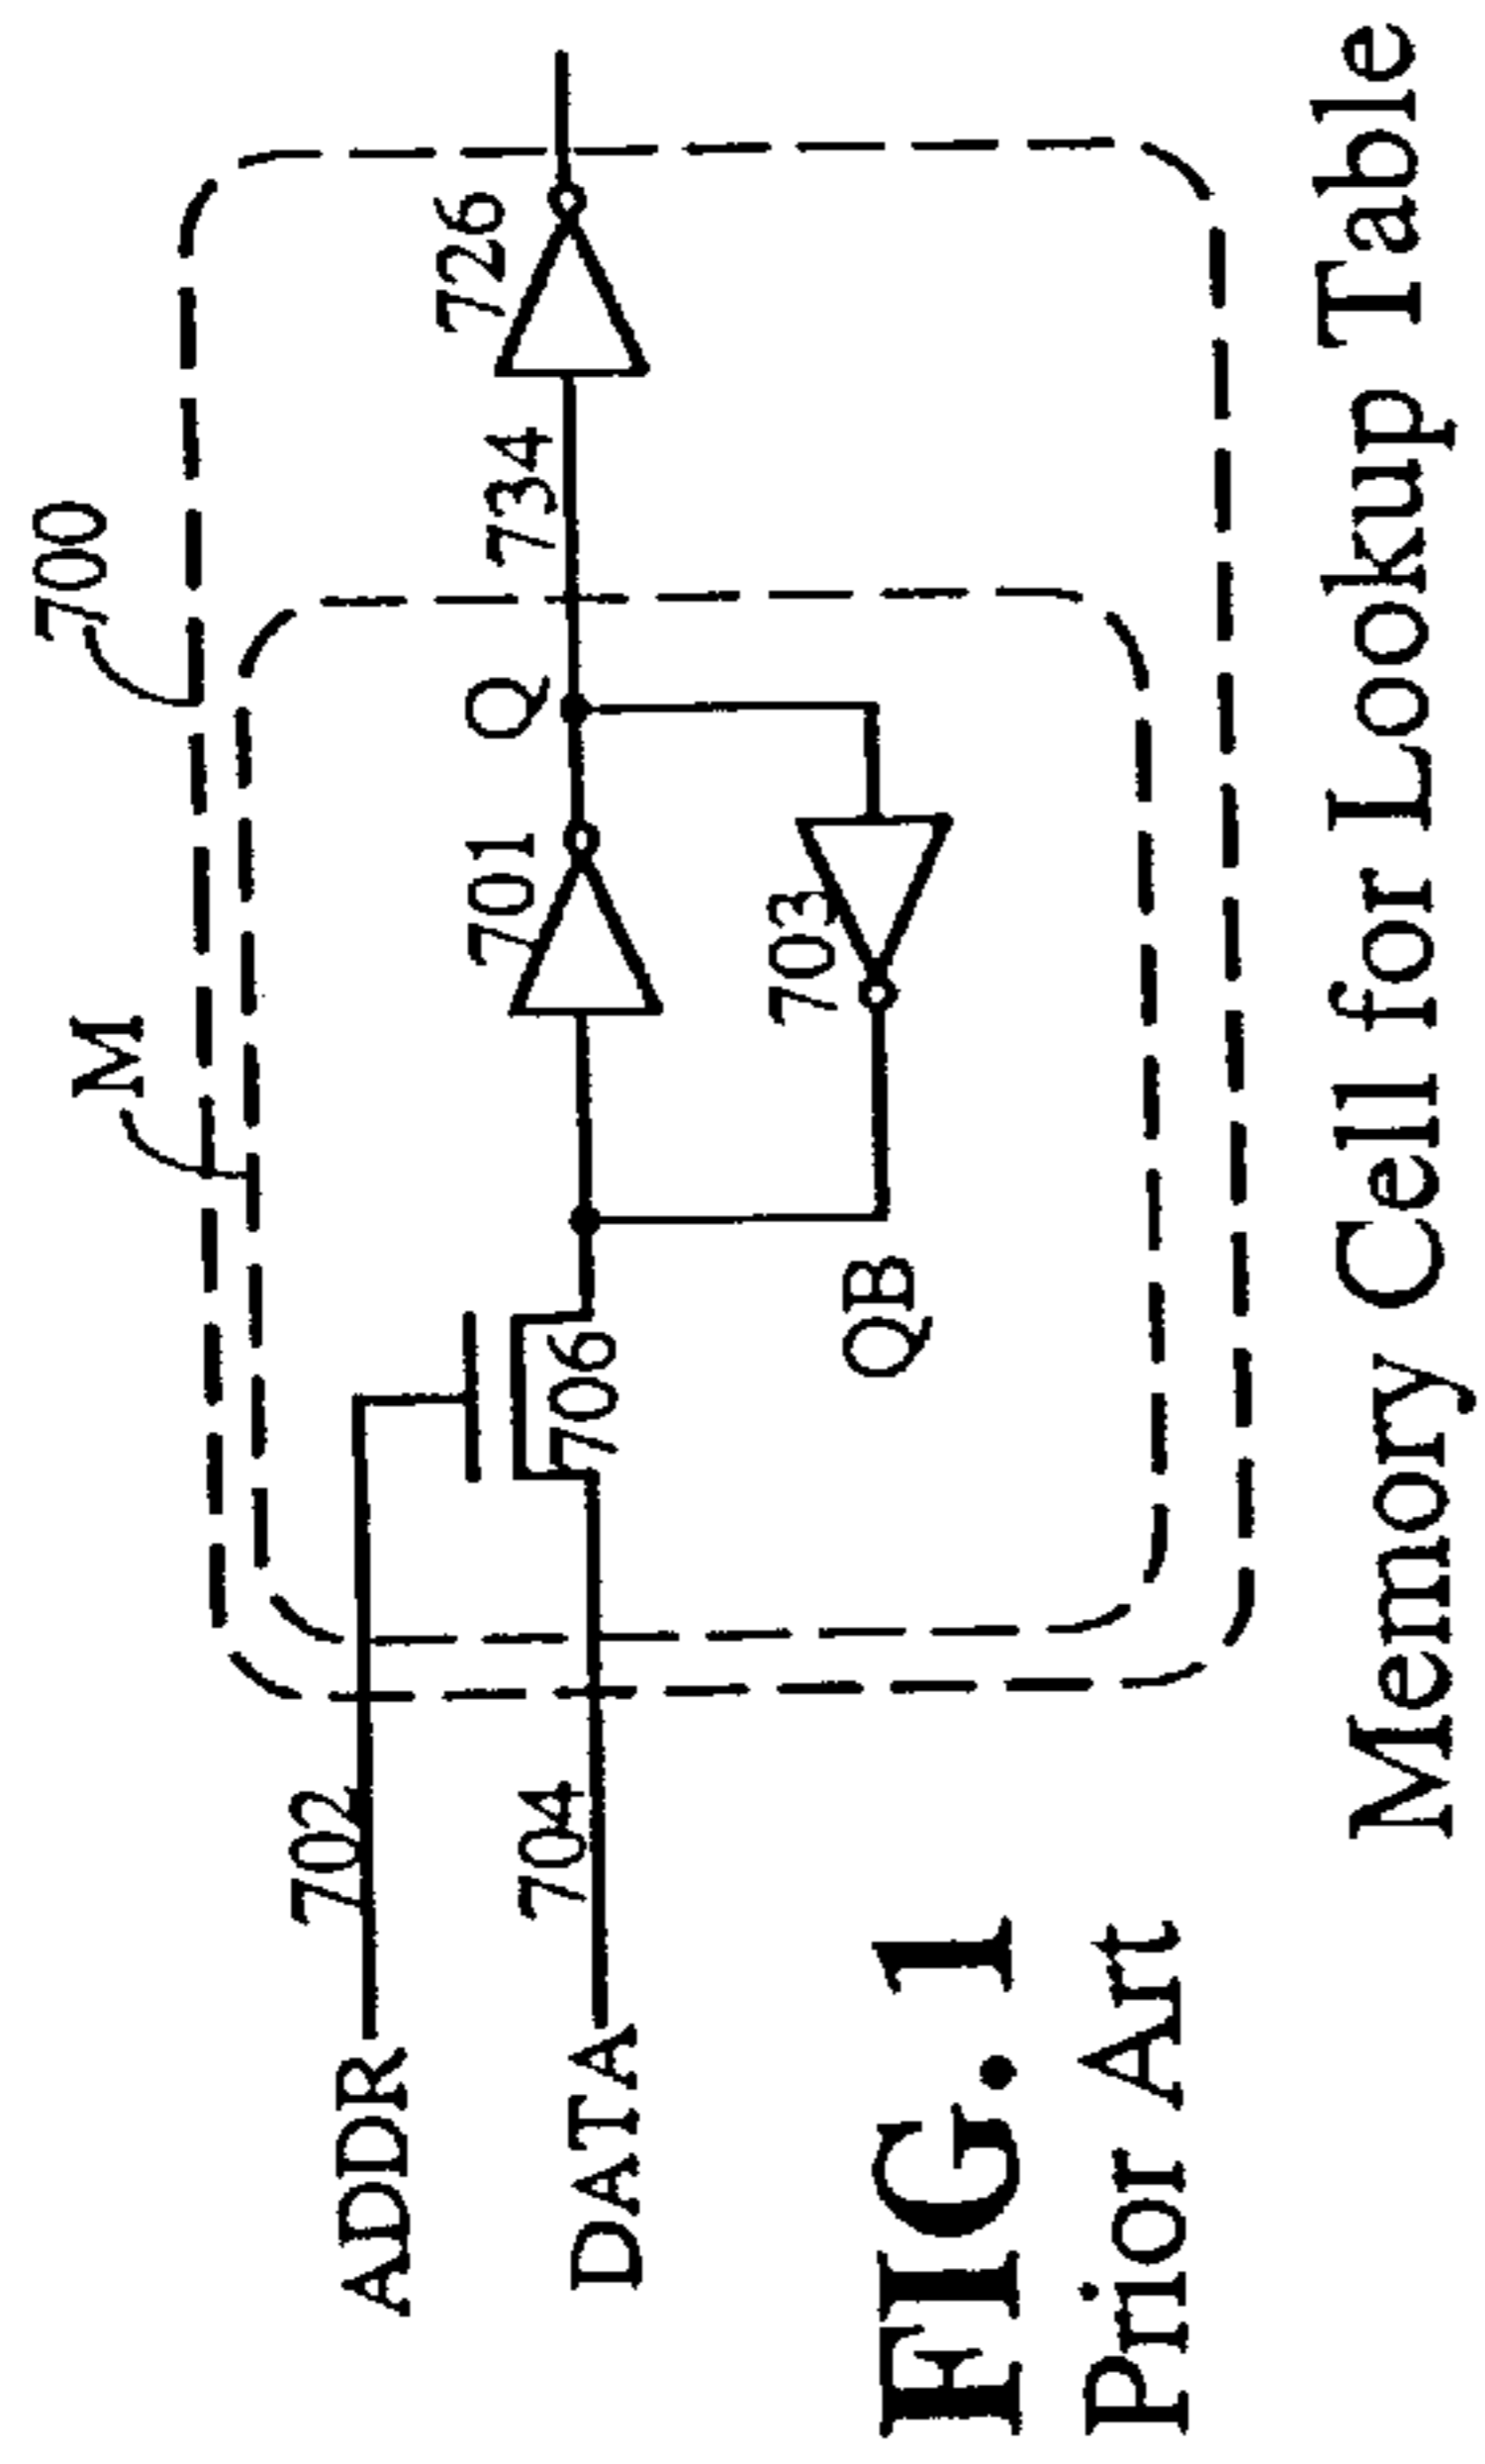 700
M
ADDR
702
706
701
Q
734
726
DATA
704
703
QB
FIG. 1
Prior Art
Memory Cell for Lookup Table